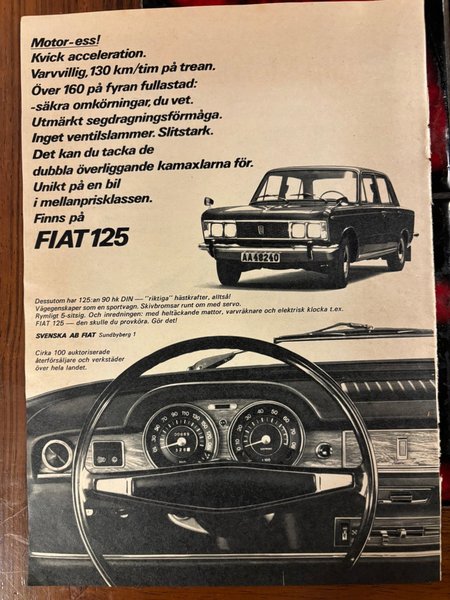 Motor-ess!
Kvick acceleration.
Varvvillig, 130 km/tim på trean.
Över 160 på fyran fullastad:
-säkra omkörningar, du vet.
Utmärkt segdragningsförmåga.
Inget ventilslammer. Slitstark.
Det kan du tacka de
dubbla överliggande kamaxlarna för.
Unikt på en bil
i mellanprisklassen.
Finns på
FIAT 125
AA48240
Dessutom har 125:an 90 hk DIN — "riktiga" hästkrafter, alltså!
Vägegenskaper som en sportvagn. Skivbromsar runt om med servo.
Rymligt 5-sitsig. Och inredningen: med heltäckande mattor, varvräknare och elektrisk klocka t.ex.
FIAT 125 — den skulle du provköra. Gör det!
SVENSKA AB FIAT Sundbyberg 1
Cirka 100 auktoriserade
återförsäljare och verkstäder
över hela landet.